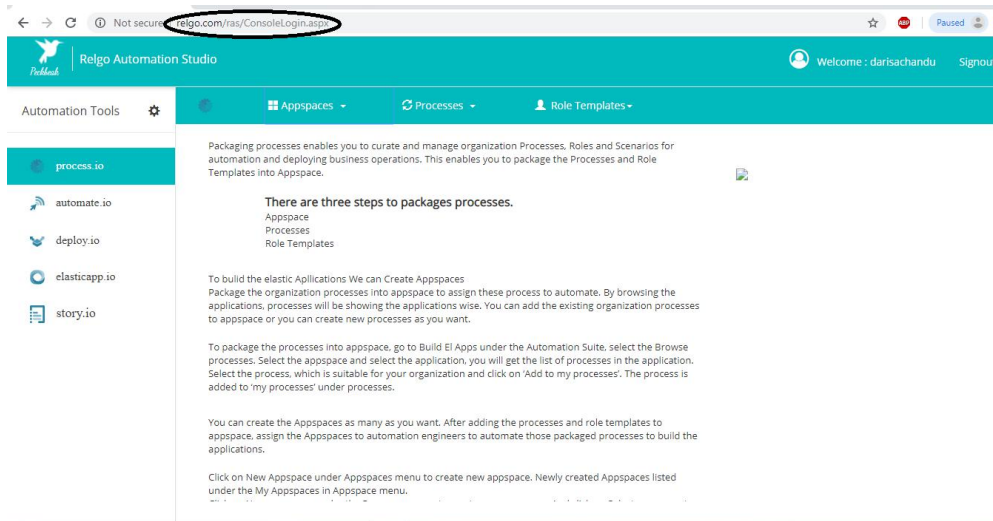 Not secure relgo.com/ras/ConsoleLogin.aspx
ABP
Paused
Peckbeak
Relgo Automation Studio
Welcome : darisachandu
Signout
Automation Tools
Appspaces
Processes
Role Templates
process.io
automate.io
deploy.io
elasticapp.io
story.io
Packaging processes enables you to curate and manage organization Processes, Roles and Scenarios for
automation and deploying business operations. This enables you to package the Processes and Role
Templates into Appspace.
There are three steps to packages processes.
Appspace
Processes
Role Templates
To bulid the elastic Apllications We can Create Appspaces
Package the organization processes into appspace to assign these process to automate. By browsing the
applications, processes will be showing the applications wise. You can add the existing organization processes
to appspace or you can create new processes as you want.
To package the processes into appspace, go to Build El Apps under the Automation Suite, select the Browse
processes. Select the appspace and select the application, you will get the list of processes in the application.
Select the process, which is suitable for your organization and click on 'Add to my processes'. The process is
added to 'my processes' under processes.
You can create the Appspaces as many as you want. After adding the processes and role templates to
appspace, assign the Appspaces to automation engineers to automate those packaged processes to build the
applications.
Click on New Appspace under Appspaces menu to create new appspace. Newly created Appspaces listed
under the My Appspaces in Appspace menu.